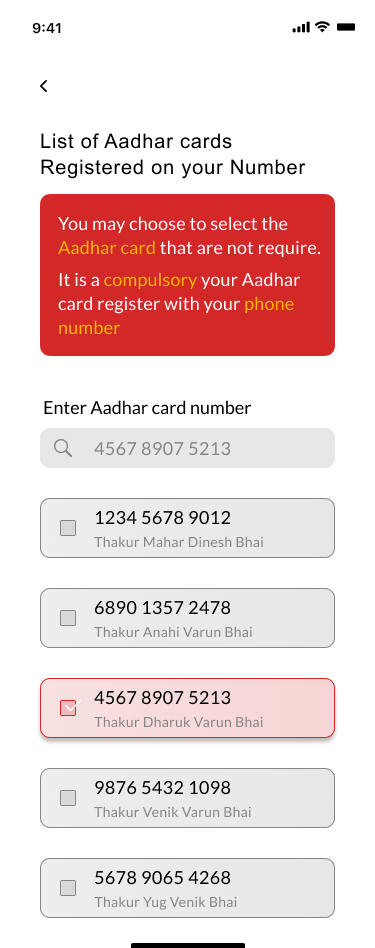 9:41
List of Aadhar cards
Registered on your Number
You may choose to select the
Aadhar card that are not require.
It is a compulsory your Aadhar
card register with your phone
number
Enter Aadhar card number
4567 8907 5213
1234 5678 9012
Thakur Mahar Dinesh Bhai
6890 1357 2478
Thakur Anahi Varun Bhai
4567 8907 5213
Thakur Dharuk Varun Bhai
9876 5432 1098
Thakur Venik Varun Bhai
5678 9065 4268
Thakur Yug Venik Bhai